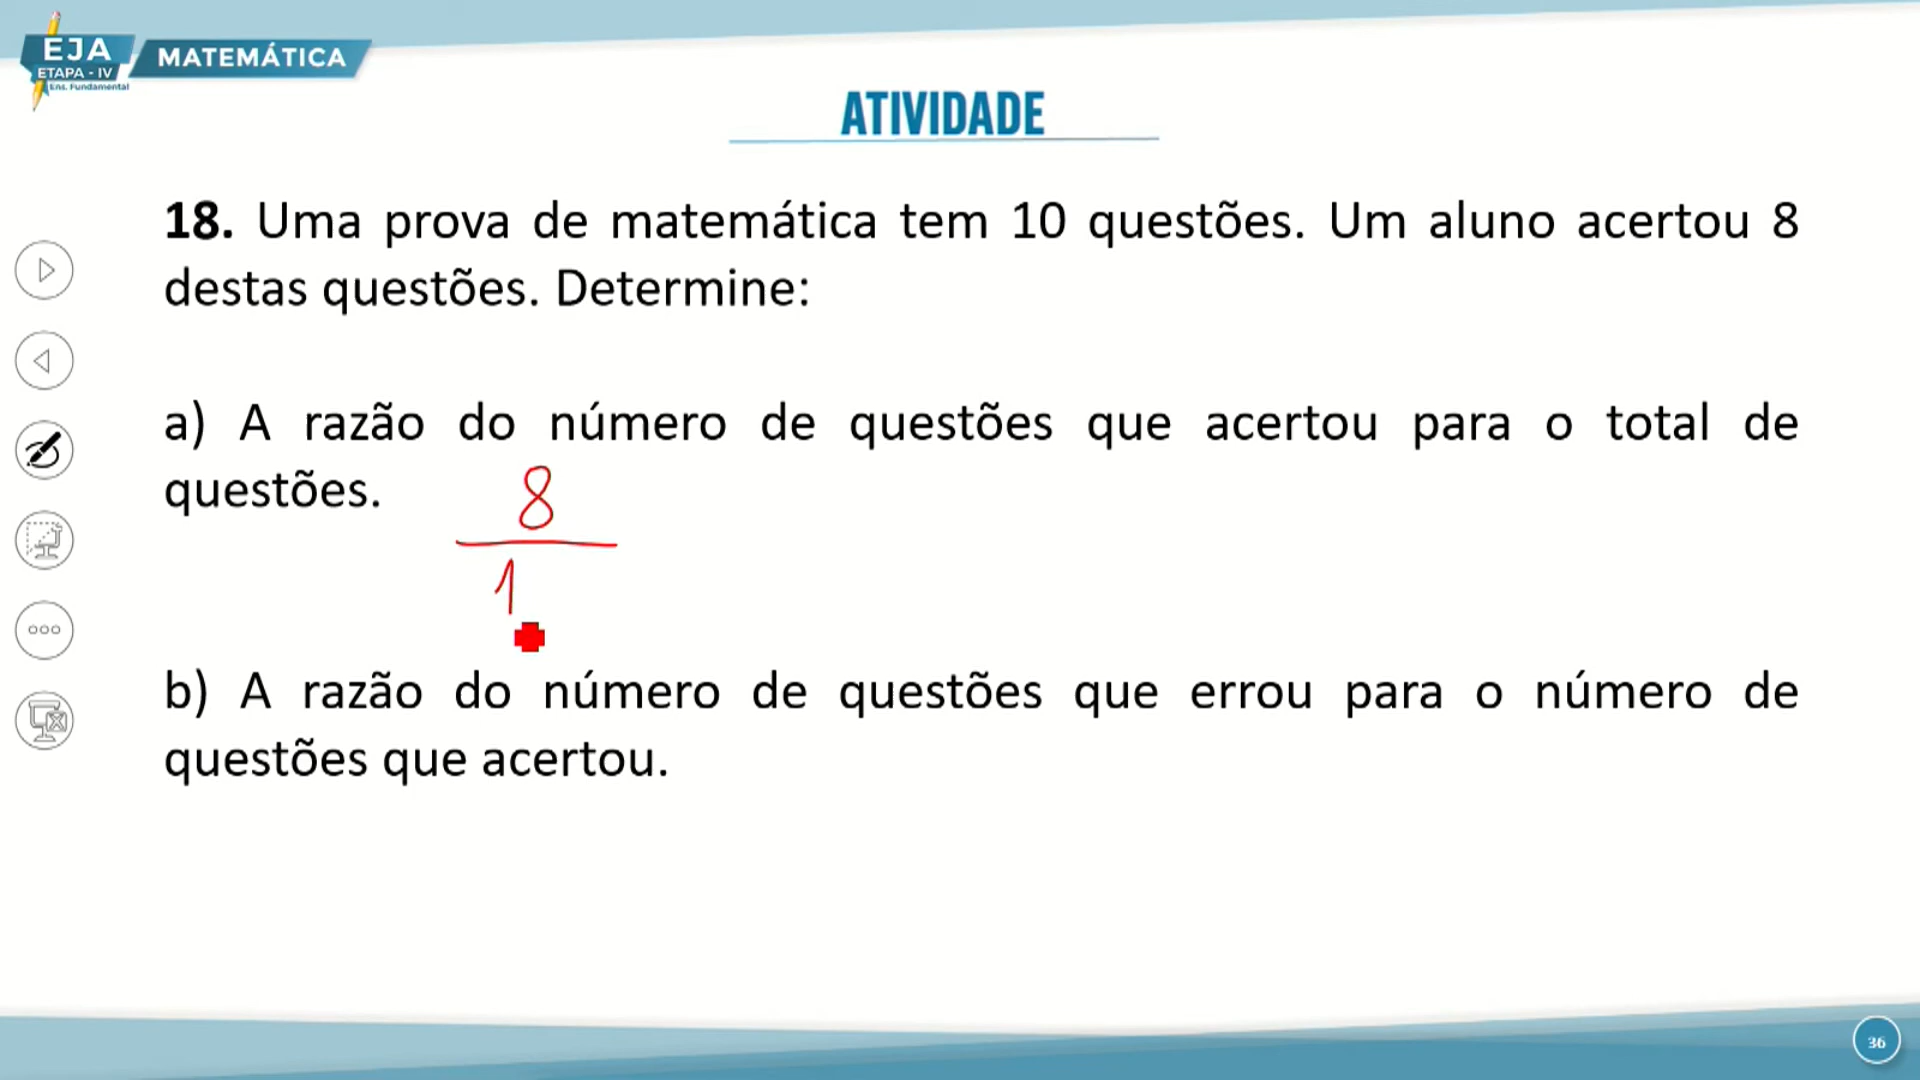 EJA
ETAPA - IV
Ens. Fundamental
MATEMÁTICA
ATIVIDADE
18. Uma prova de matemática tem 10 questões. Um aluno acertou 8
destas questões. Determine:
a) A razão do número de questões que acertou para o total de
questões.
8
1
b) A razão do número de questões que errou para o número de
questões que acertou.
36